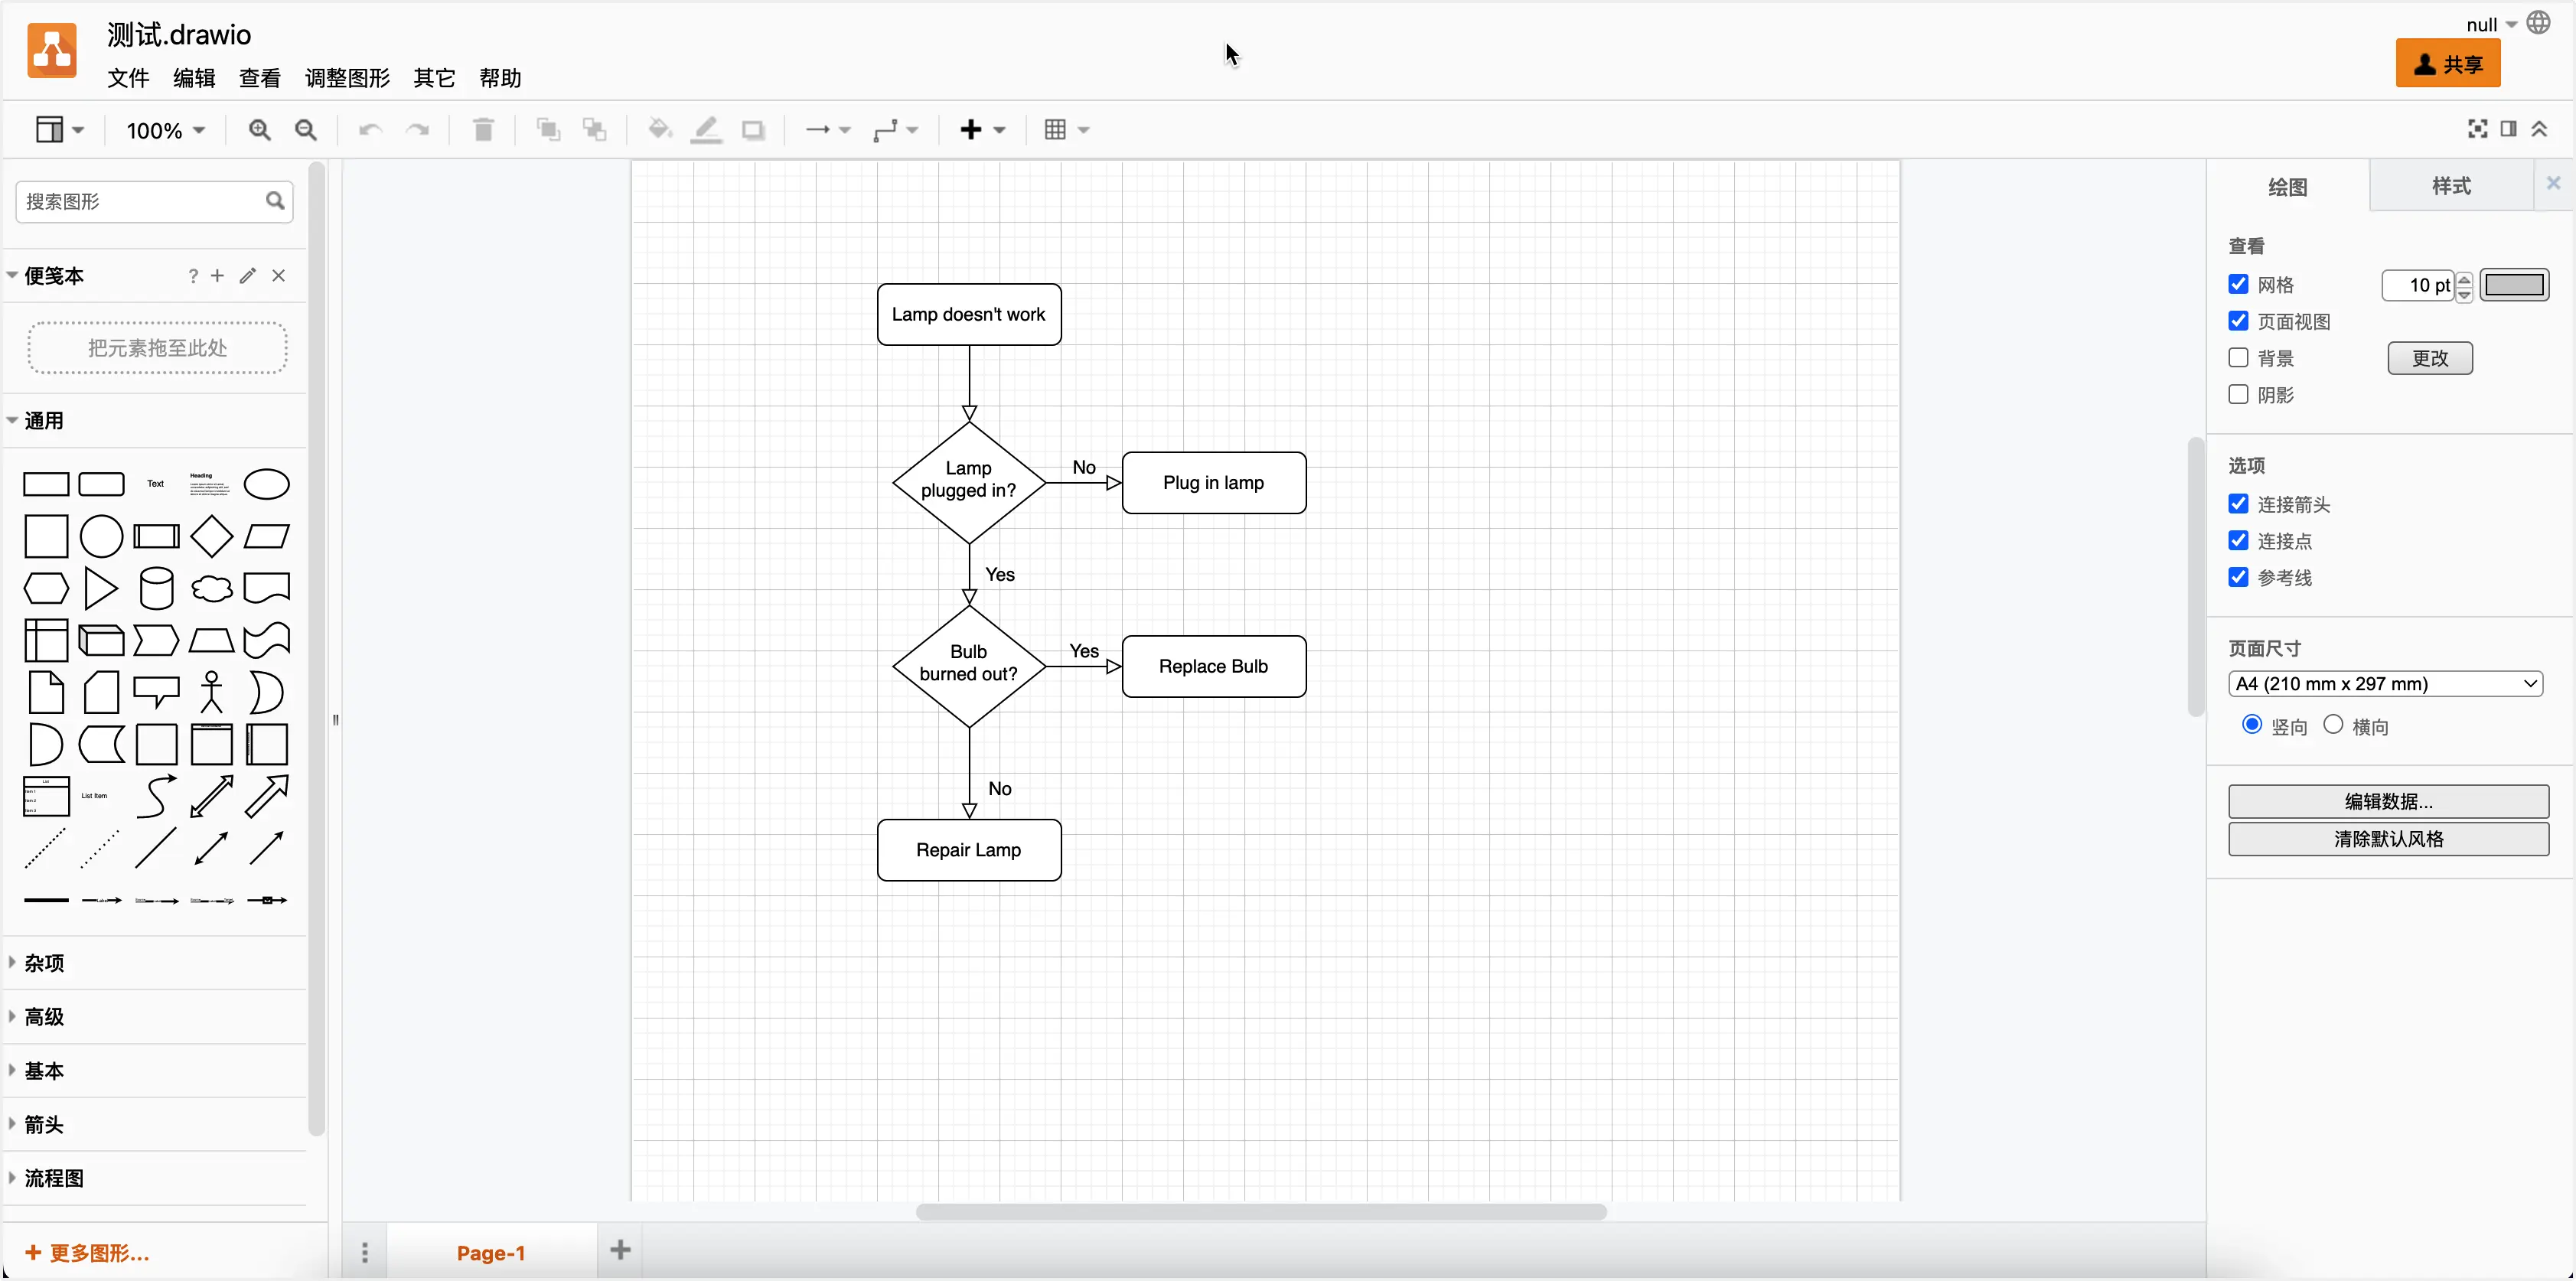 测试.drawio
null
文件 编辑 查看 调整图形 其它 帮助
共享
100%
搜索图形
便笺本
?
把元素拖至此处
通用
Text
Heading
List
Item 1
Item 2
Item 3
List Item
杂项
高级
基本
箭头
流程图
更多图形...
Lamp doesn't work
Lamp
plugged in?
No
Plug in lamp
Yes
Bulb
burned out?
Yes
Replace Bulb
No
Repair Lamp
Page-1
绘图
样式
查看
网格
10 pt
页面视图
背景
更改
阴影
选项
连接箭头
连接点
参考线
页面尺寸
A4 (210 mm x 297 mm)
竖向 横向
编辑数据...
清除默认风格